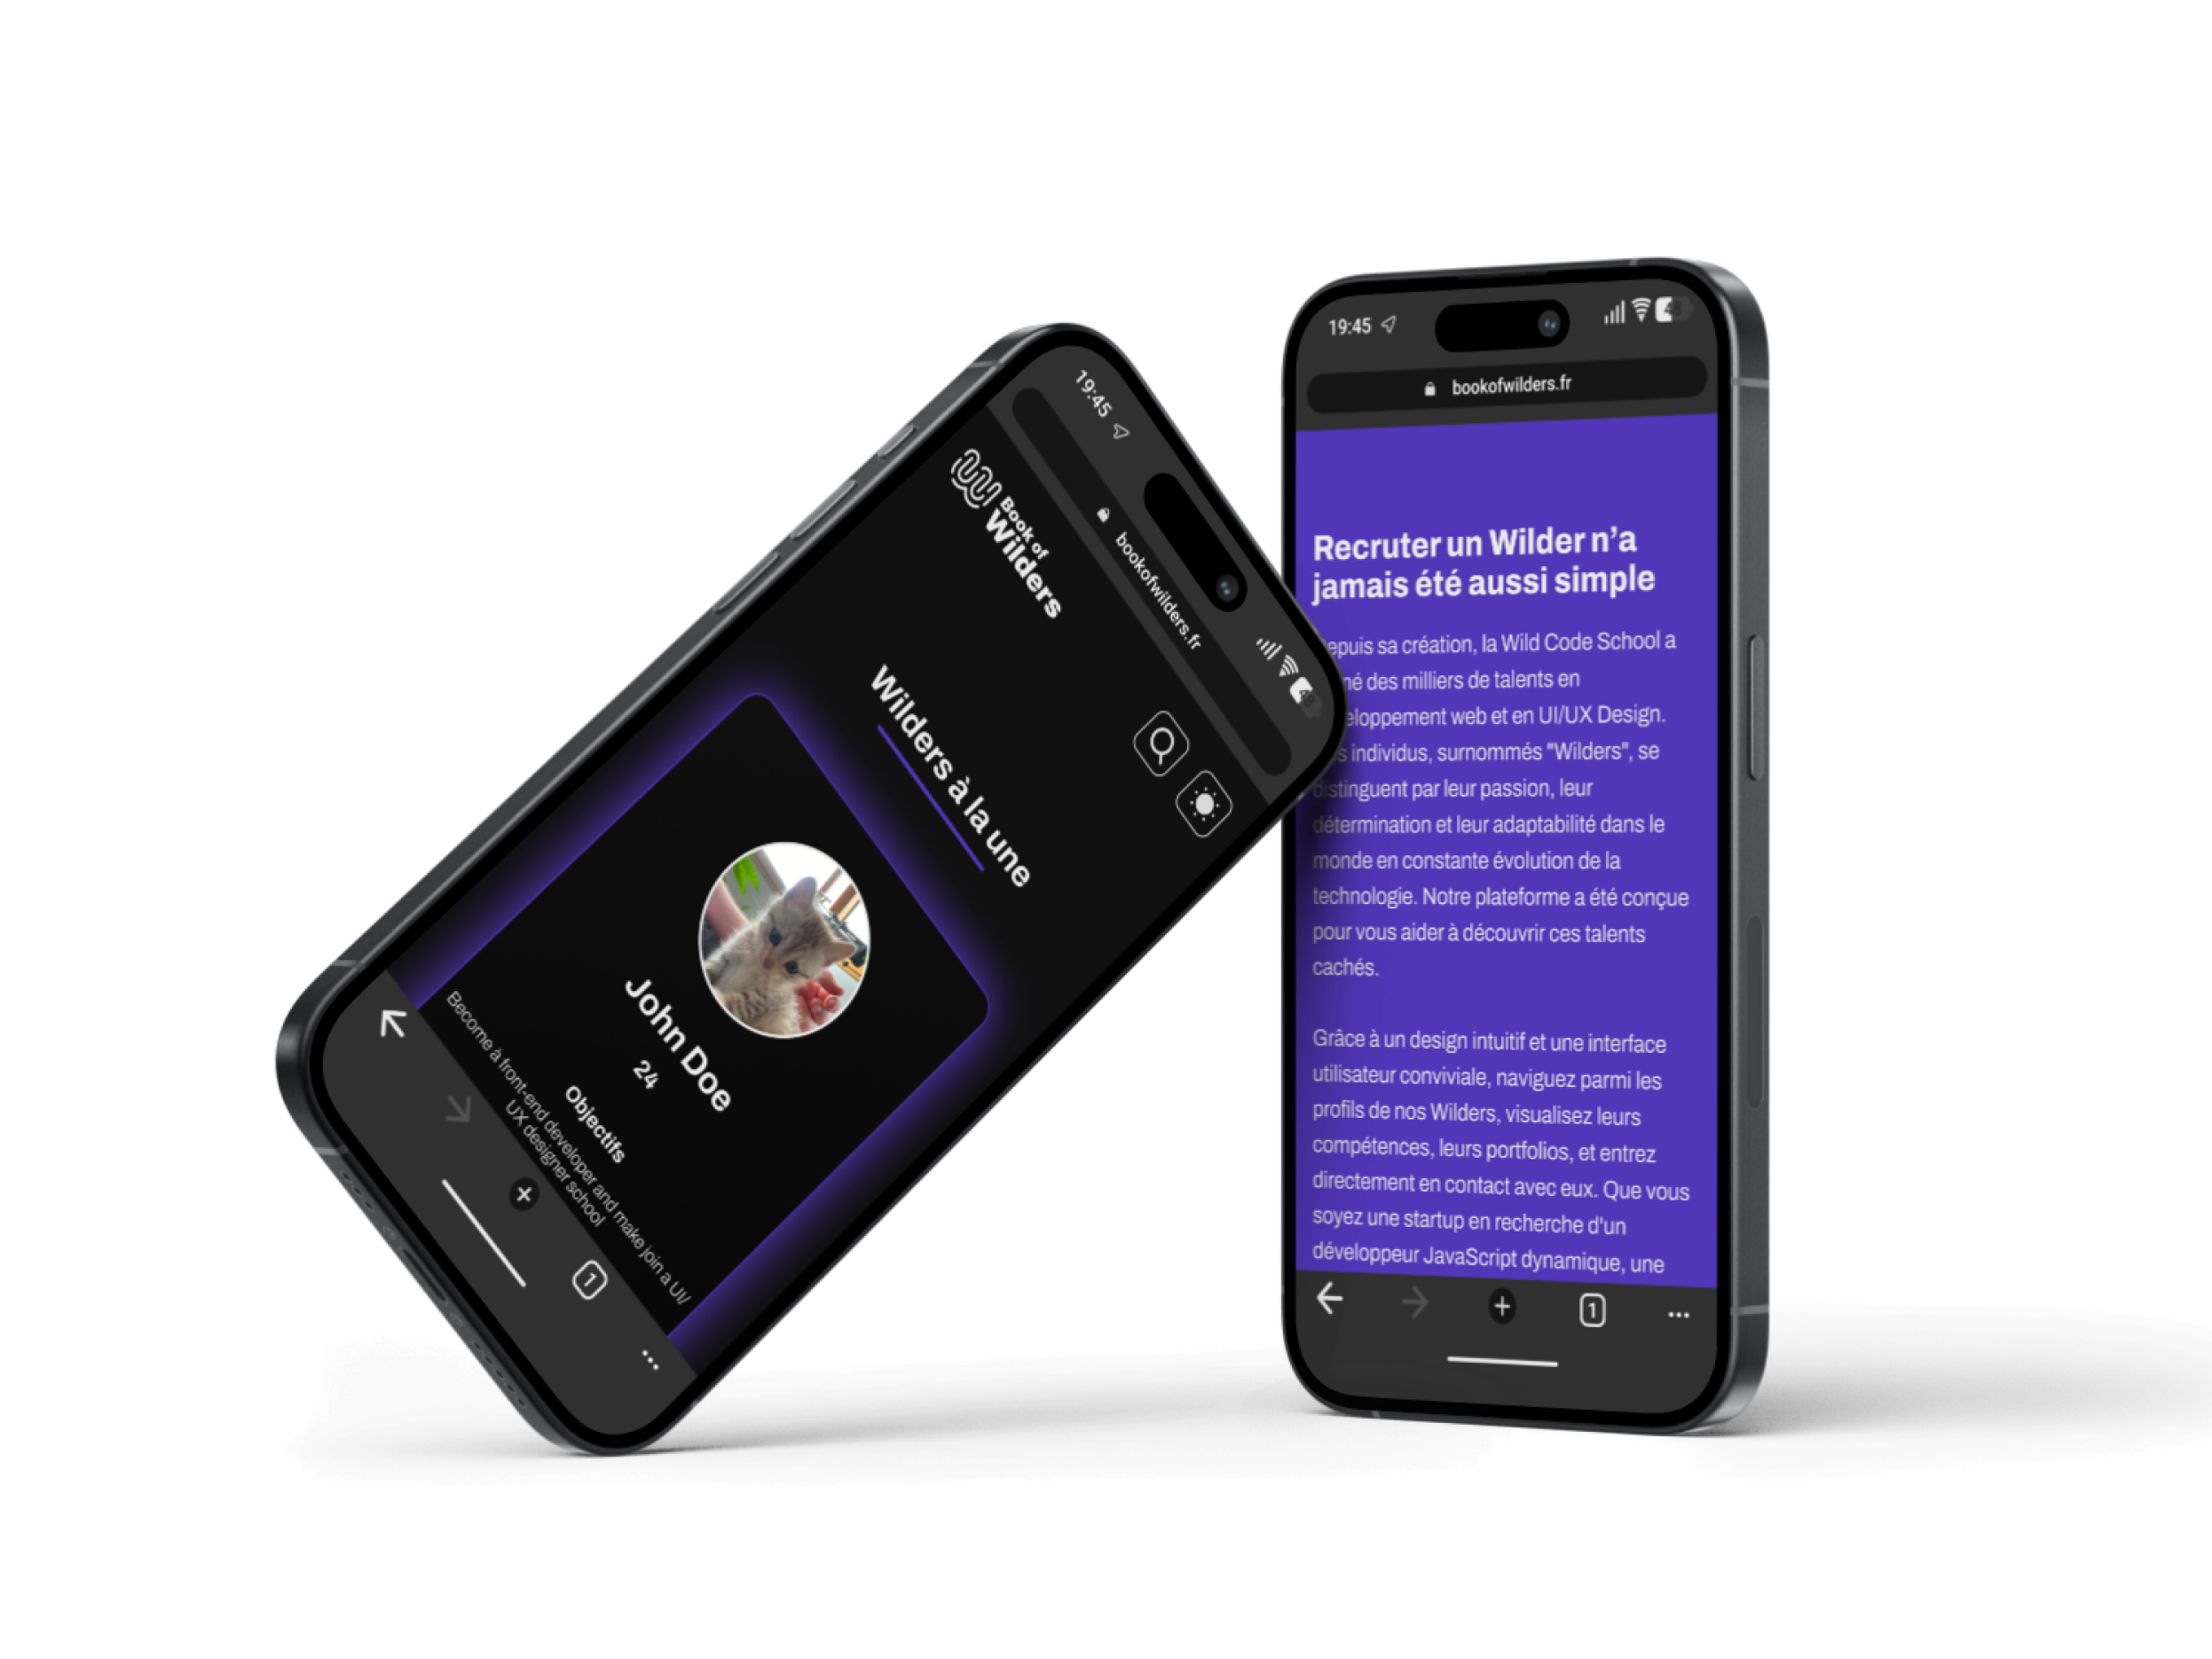 19:45
bookofwilders.fr
Book of
Wilders
Wilders à la une
John Doe
24
Objectifs
Become à front-end developer and make join a UI/
UX designer school
1
19:45
48
bookofwilders.fr
Recruter un Wilder n’a
jamais été aussi simple
sa création, la Wild Code School a
des milliers de talents en
web et en UI/UX Design.
individus, surnommés "Wilders", se
distinguent par leur passion, leur
détermination et leur adaptabilité dans le
monde en constante évolution de la
technologie. Notre plateforme a été conçue
pour vous aider à découvrir ces talents
cachés.
Grâce à un design intuitif et une interface
utilisateur conviviale, naviguez parmi les
profils de nos Wilders, visualisez leurs
compétences, leurs portfolios, et entrez
directement en contact avec eux. Que vous
soyez une startup en recherche d'un
développeur JavaScript dynamique, une
1